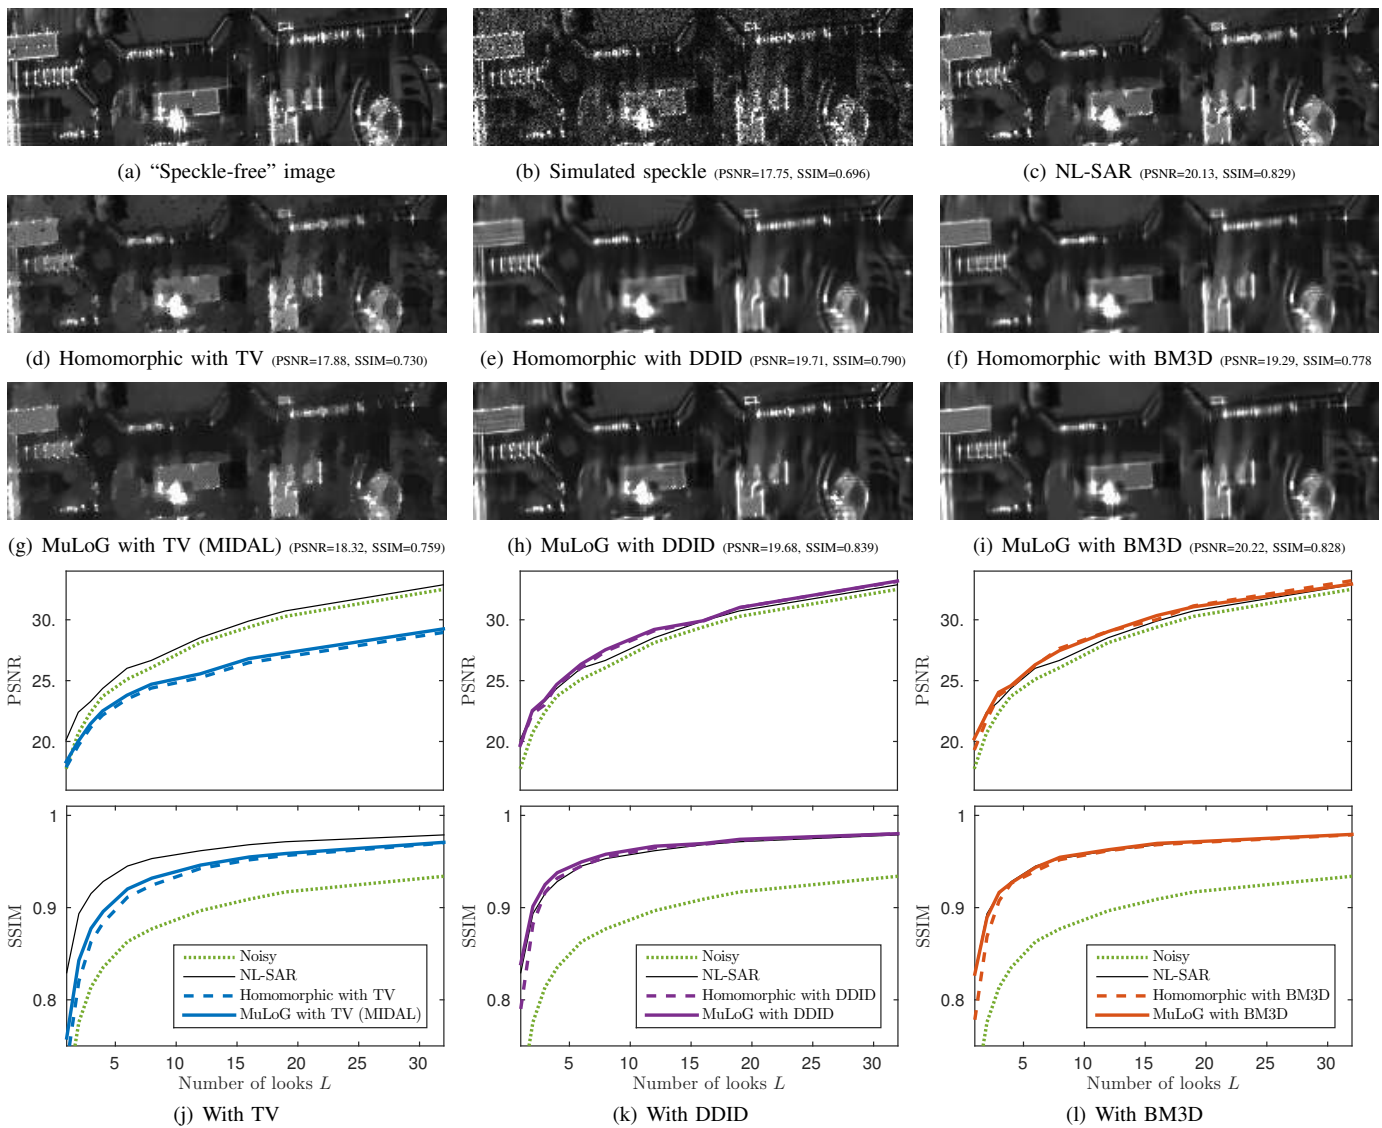 (a) “Speckle-free” image
(b) Simulated speckle (PSNR=17.75, SSIM=0.696)
(c) NL-SAR (PSNR=20.13, SSIM=0.829)
(d) Homomorphic with TV (PSNR=17.88, SSIM=0.730)
(e) Homomorphic with DDID (PSNR=19.71, SSIM=0.790)
(f) Homomorphic with BM3D (PSNR=19.29, SSIM=0.778
(g) MuLoG with TV (MIDAL) (PSNR=18.32, SSIM=0.759)
(h) MuLoG with DDID (PSNR=19.68, SSIM=0.839)
(i) MuLoG with BM3D (PSNR=20.22, SSIM=0.828)
PSNR
30.
25.
20.
PSNR
30.
25.
20.
PSNR
30.
25.
20.
SSIM
1
0.9
0.8
Noisy
NL-SAR
Homomorphic with TV
MuLoG with TV (MIDAL)
5 10 15 20 25 30
Number of looks L
SSIM
1
0.9
0.8
Noisy
NL-SAR
Homomorphic with DDID
MuLoG with DDID
5 10 15 20 25 30
Number of looks L
SSIM
1
0.9
0.8
Noisy
NL-SAR
Homomorphic with BM3D
MuLoG with BM3D
5 10 15 20 25 30
Number of looks L
(j) With TV
(k) With DDID
(l) With BM3D